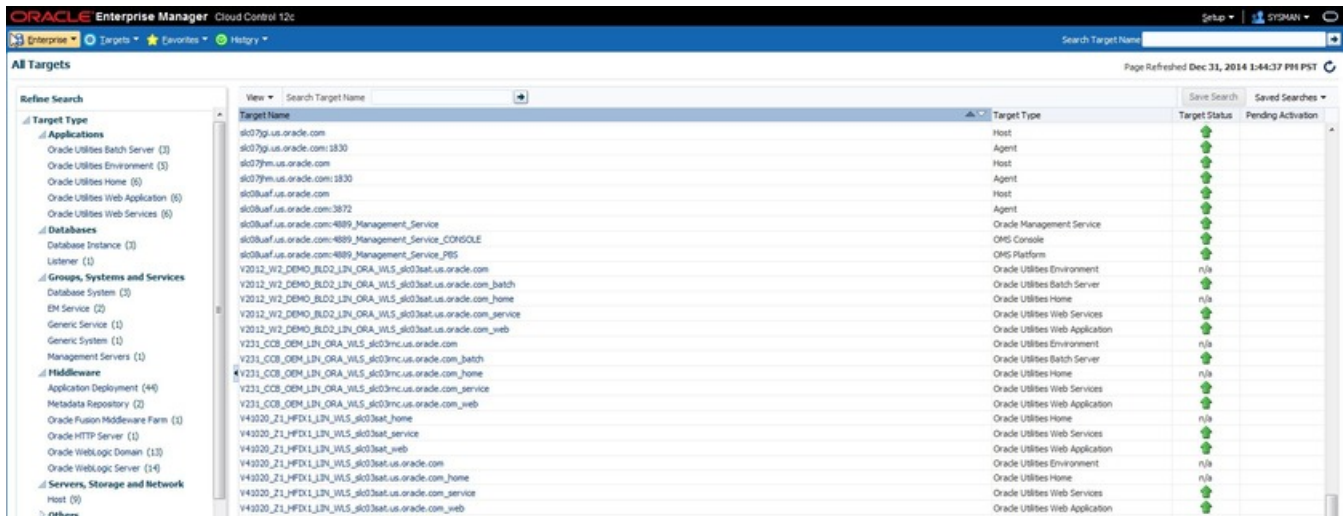 ORACLE Enterprise Manager Cloud Control 12c
Setup SYSMAN
Enterprise Targets Favorites History
Search Target Name
All Targets
Page Refreshed Dec 31, 2014 1:44:37 PM PST
Refine Search
Target Type
Applications
Oracle Utilities Batch Server (3)
Oracle Utilities Environment (5)
Oracle Utilities Home (6)
Oracle Utilities Web Application (6)
Oracle Utilities Web Services (6)
Databases
Database Instance (3)
Listener (1)
Groups, Systems and Services
Database System (3)
EM Service (2)
Generic Service (1)
Generic System (1)
Management Servers (1)
Middleware
Application Deployment (44)
Metadata Repository (2)
Oracle Fusion Middleware Farm (1)
Oracle HTTP Server (1)
Oracle WebLogic Domain (13)
Oracle WebLogic Server (14)
Servers, Storage and Network
Host (9)
Others
View Search Target Name
Save Search Saved Searches
Target Name Target Type Target Status Pending Activation
slc07jgi.us.oracle.com Host
slc07jgi.us.oracle.com:1830 Agent
slc07jhm.us.oracle.com Host
slc07jhm.us.oracle.com:1830 Agent
slc08uaf.us.oracle.com Host
slc08uaf.us.oracle.com:3872 Agent
slc08uaf.us.oracle.com:4889_Management_Service Oracle Management Service
slc08uaf.us.oracle.com:4889_Management_Service_CONSOLE OMS Console
slc08uaf.us.oracle.com:4889_Management_Service_PBS OMS Platform
V2012_W2_DEMO_BLD2_LIN_ORA_WLS_slc03sat.us.oracle.com Oracle Utilities Environment n/a
V2012_W2_DEMO_BLD2_LIN_ORA_WLS_slc03sat.us.oracle.com_batch Oracle Utilities Batch Server
V2012_W2_DEMO_BLD2_LIN_ORA_WLS_slc03sat.us.oracle.com_home Oracle Utilities Home n/a
V2012_W2_DEMO_BLD2_LIN_ORA_WLS_slc03sat.us.oracle.com_service Oracle Utilities Web Services
V2012_W2_DEMO_BLD2_LIN_ORA_WLS_slc03sat.us.oracle.com_web Oracle Utilities Web Application
V231_CCB_OEM_LIN_ORA_WLS_slc03rnc.us.oracle.com Oracle Utilities Environment n/a
V231_CCB_OEM_LIN_ORA_WLS_slc03rnc.us.oracle.com_batch Oracle Utilities Batch Server
V231_CCB_OEM_LIN_ORA_WLS_slc03rnc.us.oracle.com_home Oracle Utilities Home n/a
V231_CCB_OEM_LIN_ORA_WLS_slc03rnc.us.oracle.com_service Oracle Utilities Web Services
V231_CCB_OEM_LIN_ORA_WLS_slc03rnc.us.oracle.com_web Oracle Utilities Web Application
V41020_Z1_HFIX1_LIN_WLS_slc03sat_home Oracle Utilities Home n/a
V41020_Z1_HFIX1_LIN_WLS_slc03sat_service Oracle Utilities Web Services
V41020_Z1_HFIX1_LIN_WLS_slc03sat_web Oracle Utilities Web Application
V41020_Z1_HFIX1_LIN_WLS_slc03sat.us.oracle.com Oracle Utilities Environment n/a
V41020_Z1_HFIX1_LIN_WLS_slc03sat.us.oracle.com_home Oracle Utilities Home n/a
V41020_Z1_HFIX1_LIN_WLS_slc03sat.us.oracle.com_service Oracle Utilities Web Services
V41020_Z1_HFIX1_LIN_WLS_slc03sat.us.oracle.com_web Oracle Utilities Web Application